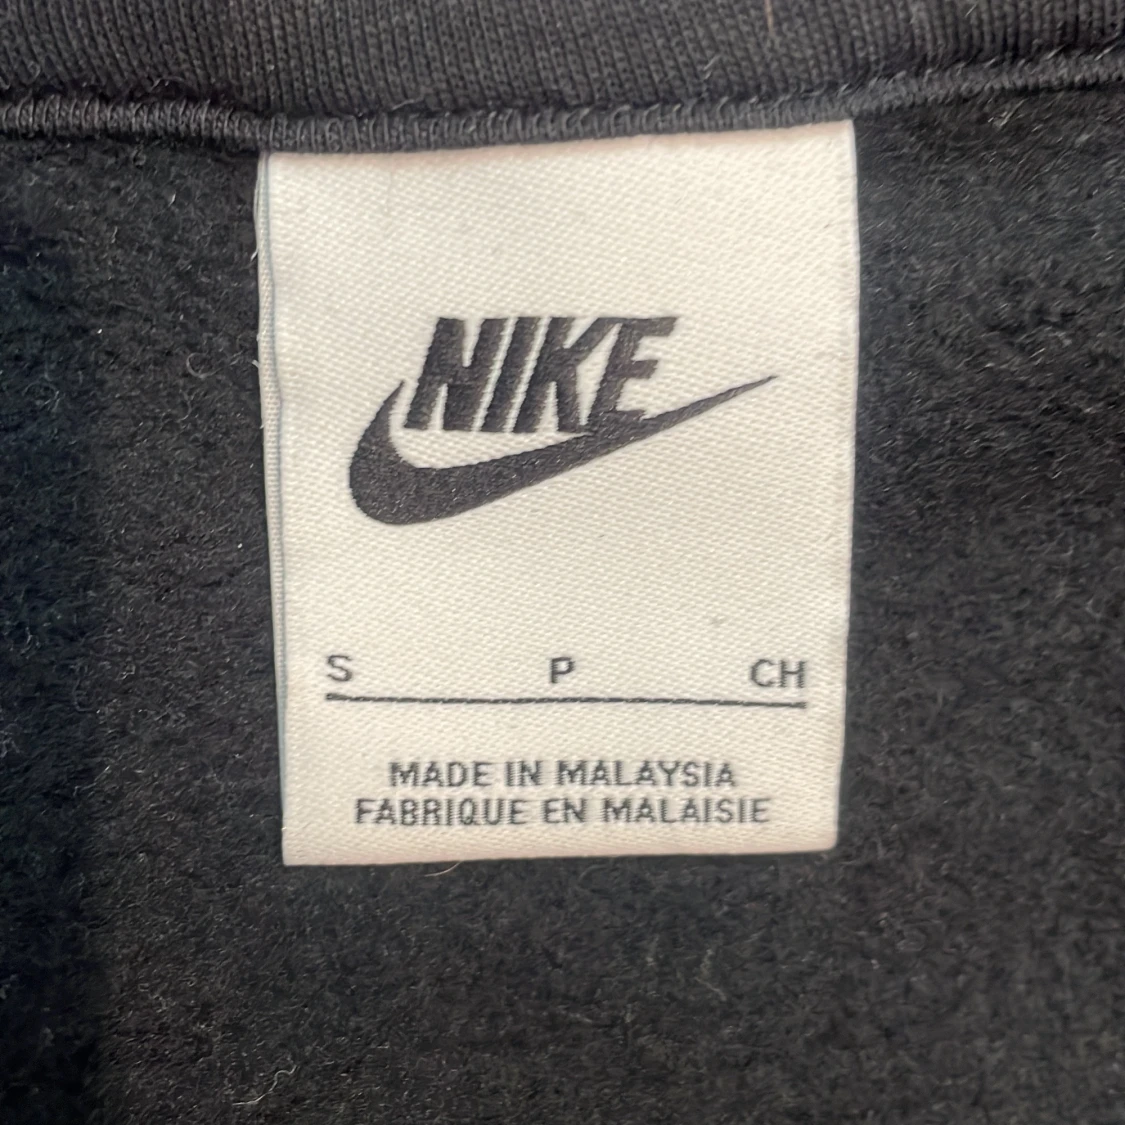 NIKE
S P CH
MADE IN MALAYSIA
FABRIQUE EN MALAISIE